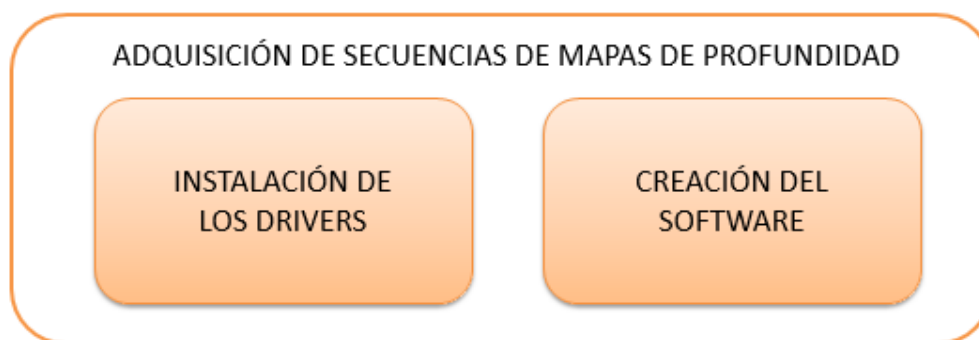 ADQUISICIÓN DE SECUENCIAS DE MAPAS DE PROFUNDIDAD
INSTALACIÓN DE
LOS DRIVERS
CREACIÓN DEL
SOFTWARE